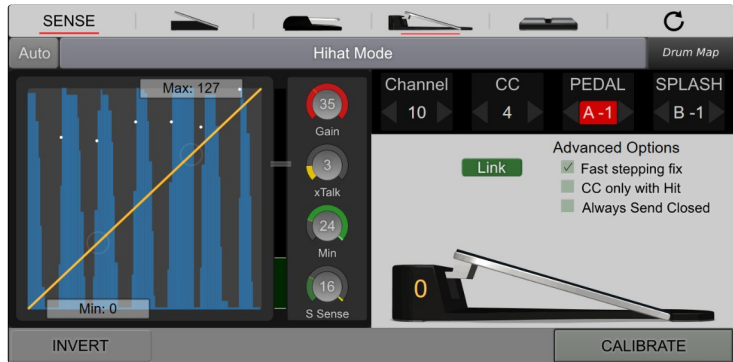 SENSE
Auto
Hihat Mode
Drum Map
Max: 127
Min: 0
35
Gain
3
xTalk
24
Min
16
S Sense
Channel CC PEDAL SPLASH
10 4 A -1 B -1
Link
Advanced Options
Fast stepping fix
CC only with Hit
Always Send Closed
0
INVERT
CALIBRATE